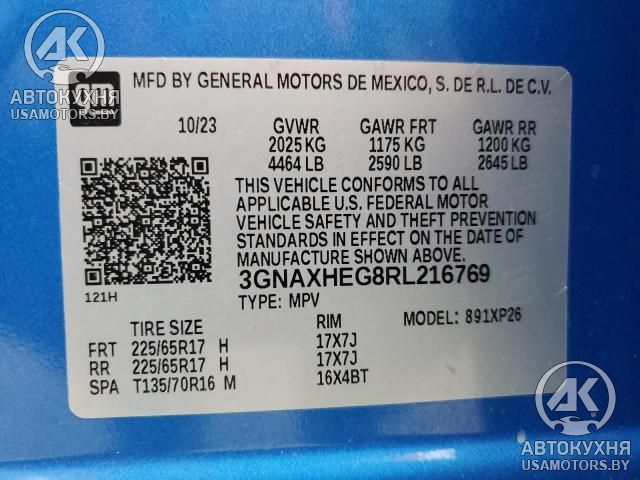 АК
АВТОКУХНЯ
USAMOTORS.BY
gm
MFD BY GENERAL MOTORS DE MEXICO, S. DE R.L. DE C.V.
10/23 GVWR GAWR FRT GAWR RR
2025 KG 1175 KG 1200 KG
4464 LB 2590 LB 2645 LB
THIS VEHICLE CONFORMS TO ALL
APPLICABLE U.S. FEDERAL MOTOR
VEHICLE SAFETY AND THEFT PREVENTION
STANDARDS IN EFFECT ON THE DATE OF
MANUFACTURE SHOWN ABOVE.
3GNAXHEG8RL216769
121H
TYPE: MPV
MODEL: 891XP26
TIRE SIZE RIM
FRT 225/65R17 H 17X7J
RR 225/65R17 H 17X7J
SPA T135/70R16 M 16X4BT
АК
АВТОКУХНЯ
USAMOTORS.BY